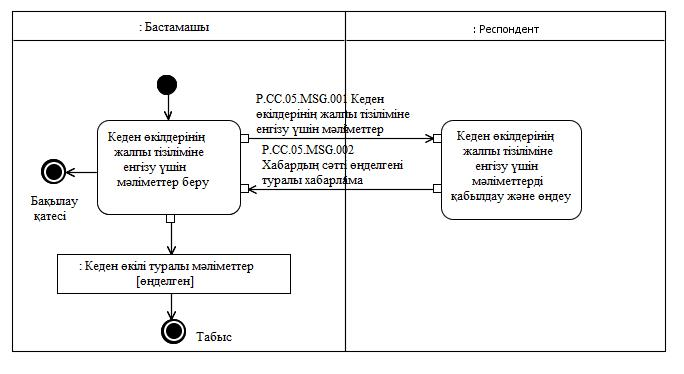 : Бастамашы
: Респондент
P.CC.05.MSG.001 Кеден
өкілдерінің жалпы тізіліміне
енгізу үшін мәліметтер
Кеден өкілдерінің
жалпы тізіліміне
енгізу үшін
мәліметтер беру
P.CC.05.MSG.002
Хабардың сәтті өңделгені
туралы хабарлама
Кеден өкілдерінің
жалпы тізіліміне
енгізу үшін
мәліметтерді
қабылдау және өңдеу
Бақылау
қатесі
: Кеден өкілі туралы мәліметтер
[өңделген]
Табыс